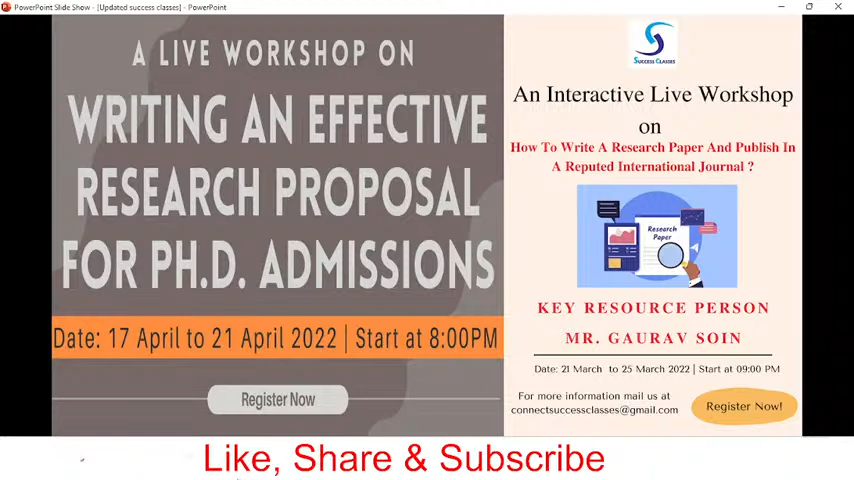 PowerPoint Slide Show - [Updated success classes] - PowerPoint
A LIVE WORKSHOP ON
WRITING AN EFFECTIVE
RESEARCH PROPOSAL
FOR PH.D. ADMISSIONS
Date: 17 April to 21 April 2022 | Start at 8:00PM
Register Now
SUCCESS CLASSES
An Interactive Live Workshop
on
How To Write A Research Paper And Publish In
A Reputed International Journal ?
Research
Paper
KEY RESOURCE PERSON
MR. GAURAV SOIN
Date: 21 March to 25 March 2022 | Start at 09:00 PM
For more information mail us at
connectsuccessclasses@gmail.com
Register Now!
Like, Share & Subscribe